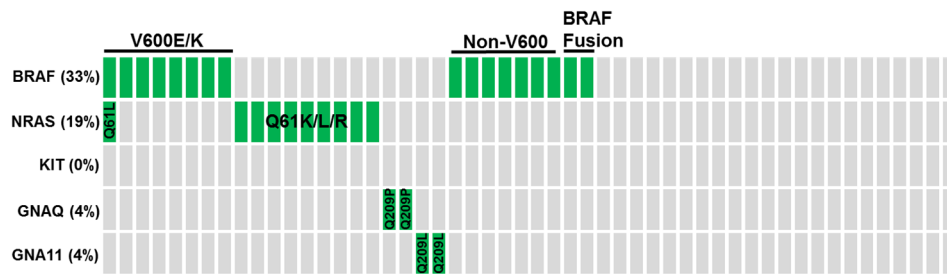 V600E/K
Non-V600
BRAF
Fusion
BRAF (33%)
NRAS (19%)
Q61L
Q61K/L/R
KIT (0%)
GNAQ (4%)
Q209P
Q209P
GNA11 (4%)
Q209L
Q209L